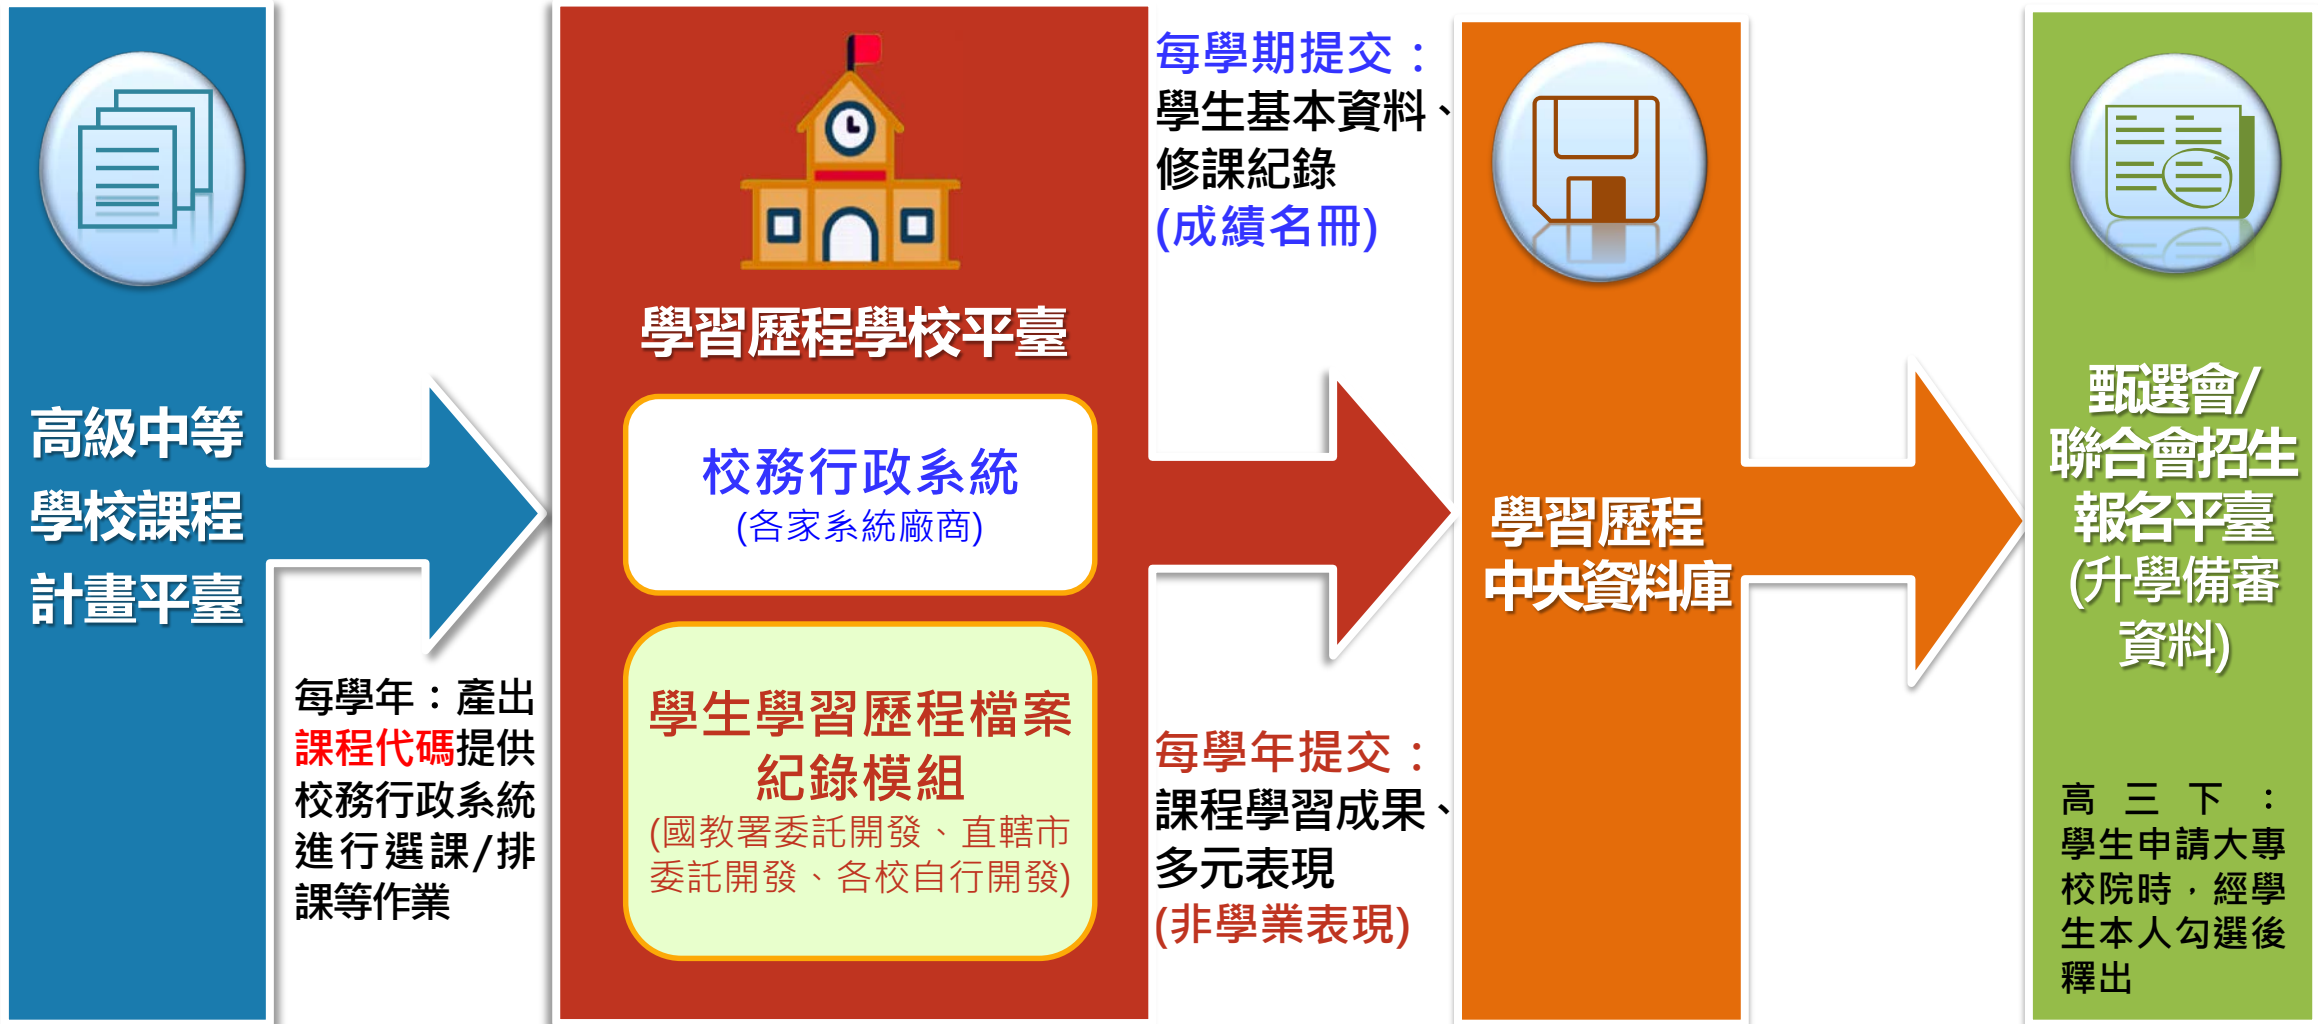 高級中等
學校課程
計畫平臺
每學年：產出
課程代碼提供
校務行政系統
進行選課/排
課等作業
學習歷程學校平臺
校務行政系統
(各家系統廠商)
學生學習歷程檔案
紀錄模組
(國教署委託開發、直轄市
委託開發、各校自行開發)
每學期提交：
學生基本資料、
修課紀錄
(成績名冊)
每學年提交：
課程學習成果、
多元表現
(非學業表現)
學習歷程
中央資料庫
甄選會/
聯合會招生
報名平臺
(升學備審
資料)
高三下：
學生申請大專
校院時，經學
生本人勾選後
釋出